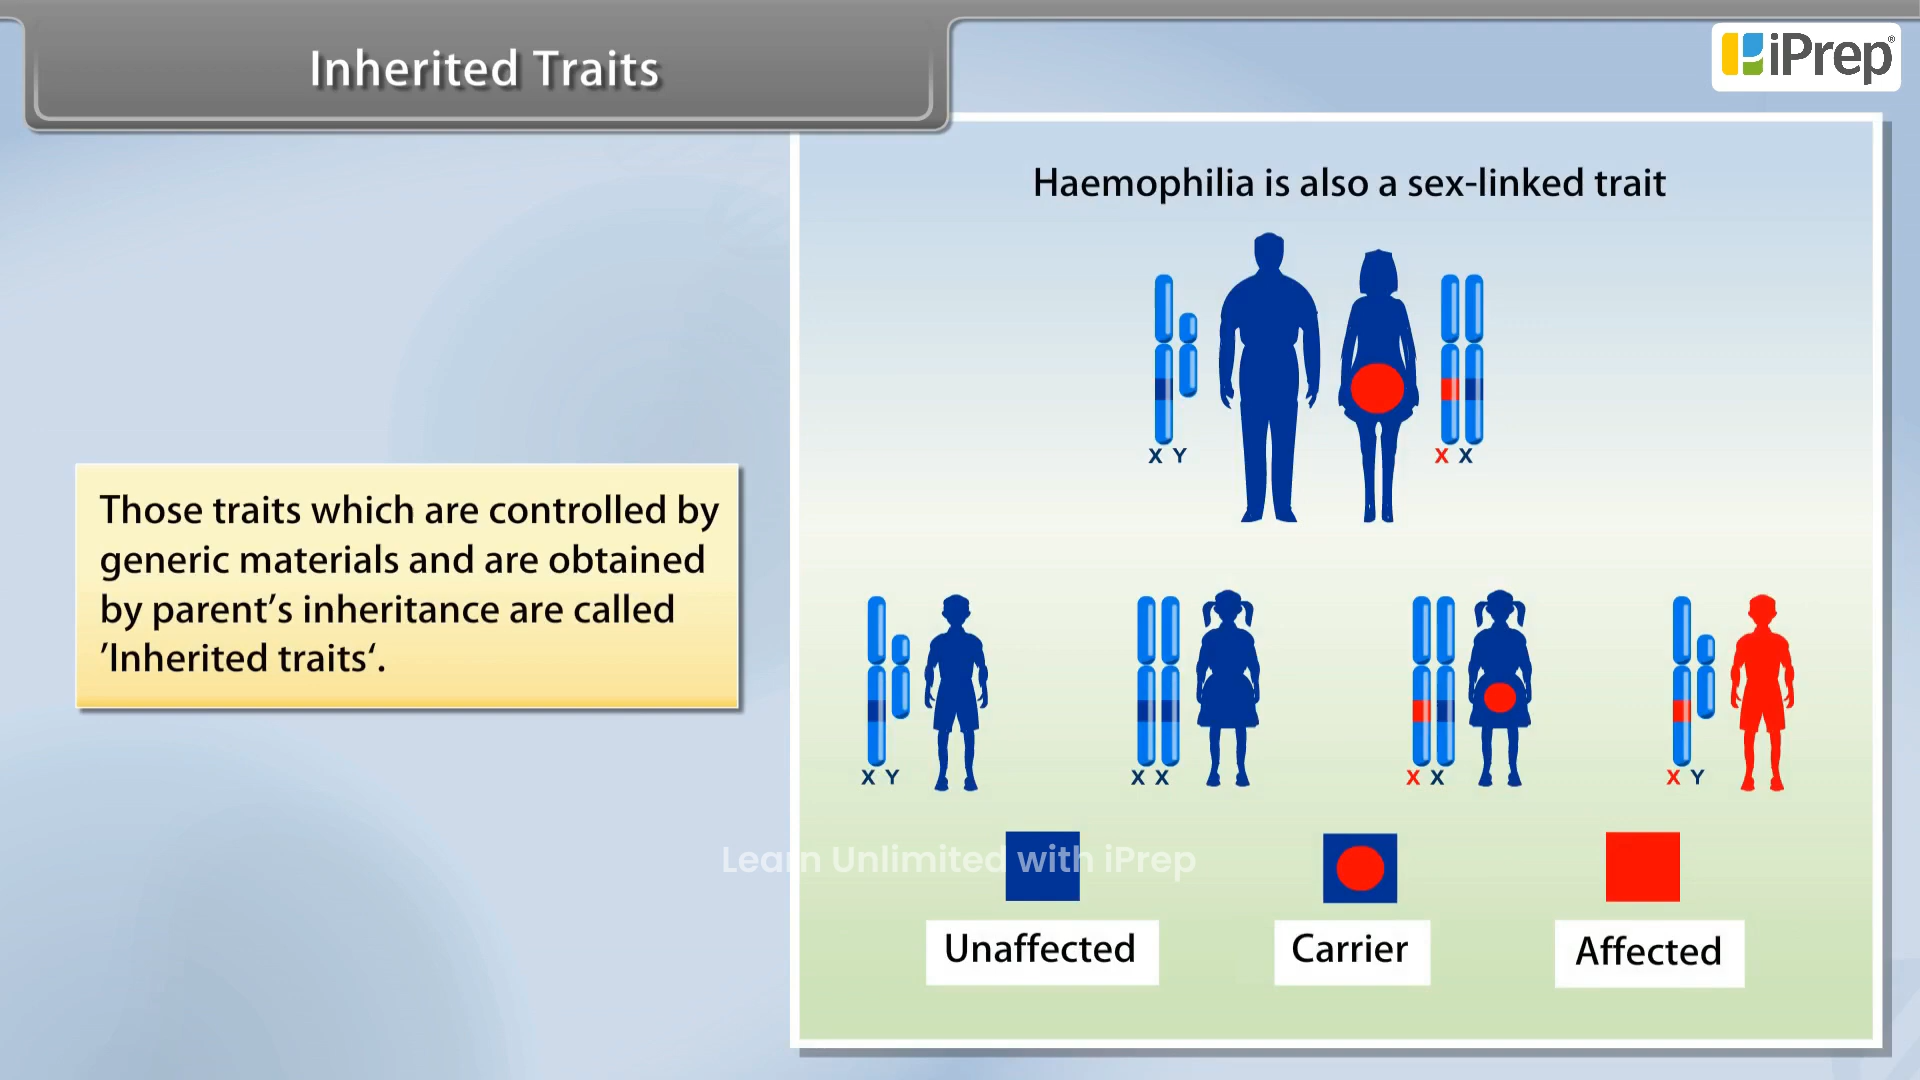 Inherited Traits
iPrep®
Haemophilia is also a sex-linked trait
X Y
X X
Those traits which are controlled by
generic materials and are obtained
by parent’s inheritance are called
’Inherited traits‘.
X Y
X X
X X
X Y
Learn Unlimited with iPrep
Unaffected
Carrier
Affected